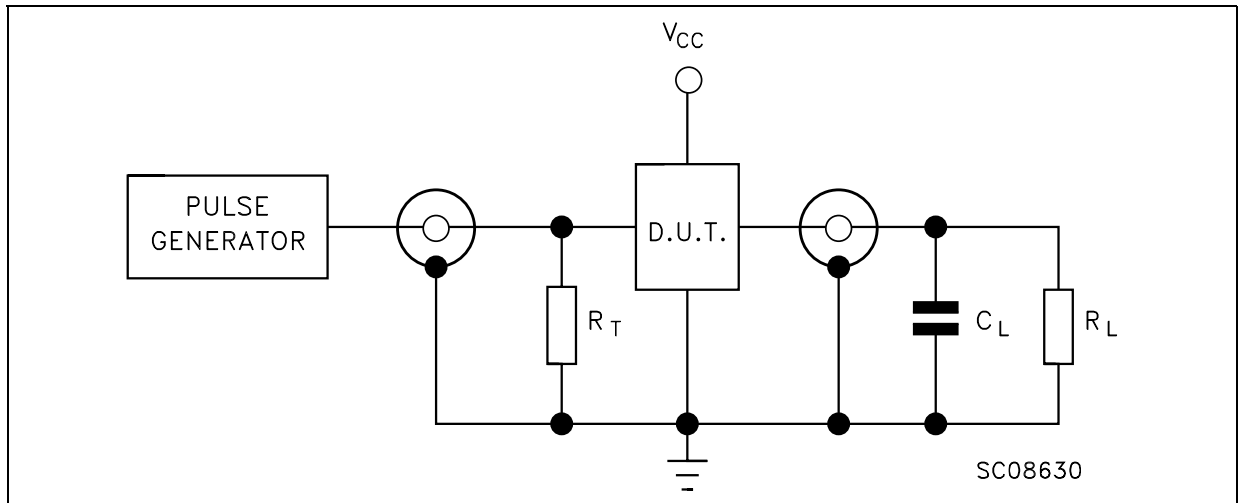 VCC
PULSE
GENERATOR
D.U.T.
RT
CL
RL
SC08630